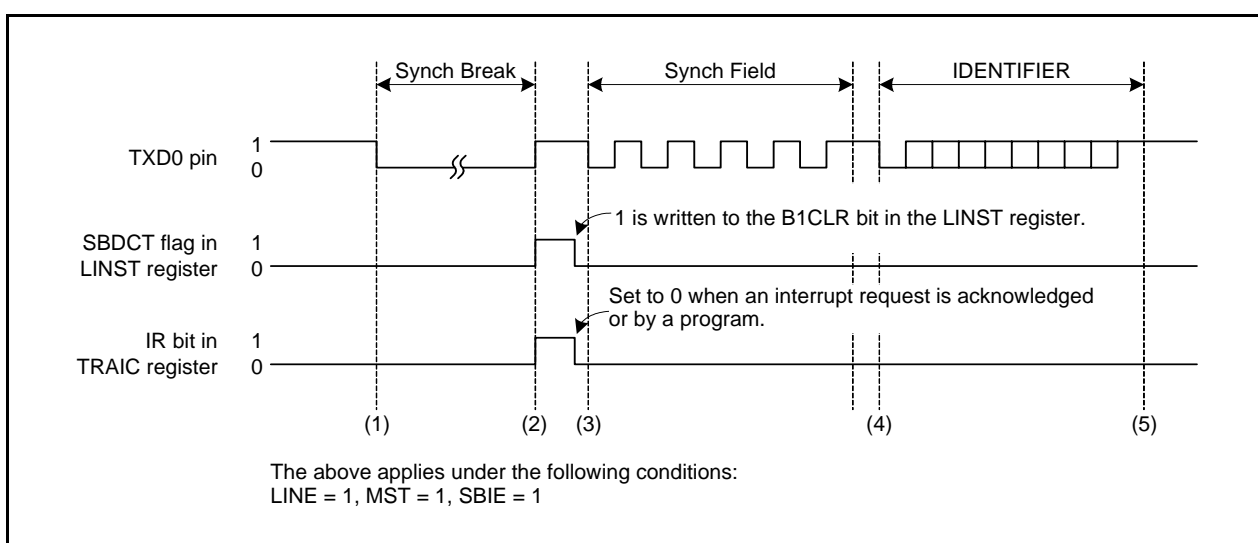 Synch Break Synch Field IDENTIFIER
TXD0 pin 1
0
1 is written to the B1CLR bit in the LINST register.
SBDCT flag in 1
LINST register 0
Set to 0 when an interrupt request is acknowledged
or by a program.
IR bit in 1
TRAIC register 0
(1) (2) (3) (4) (5)
The above applies under the following conditions:
LINE = 1, MST = 1, SBIE = 1